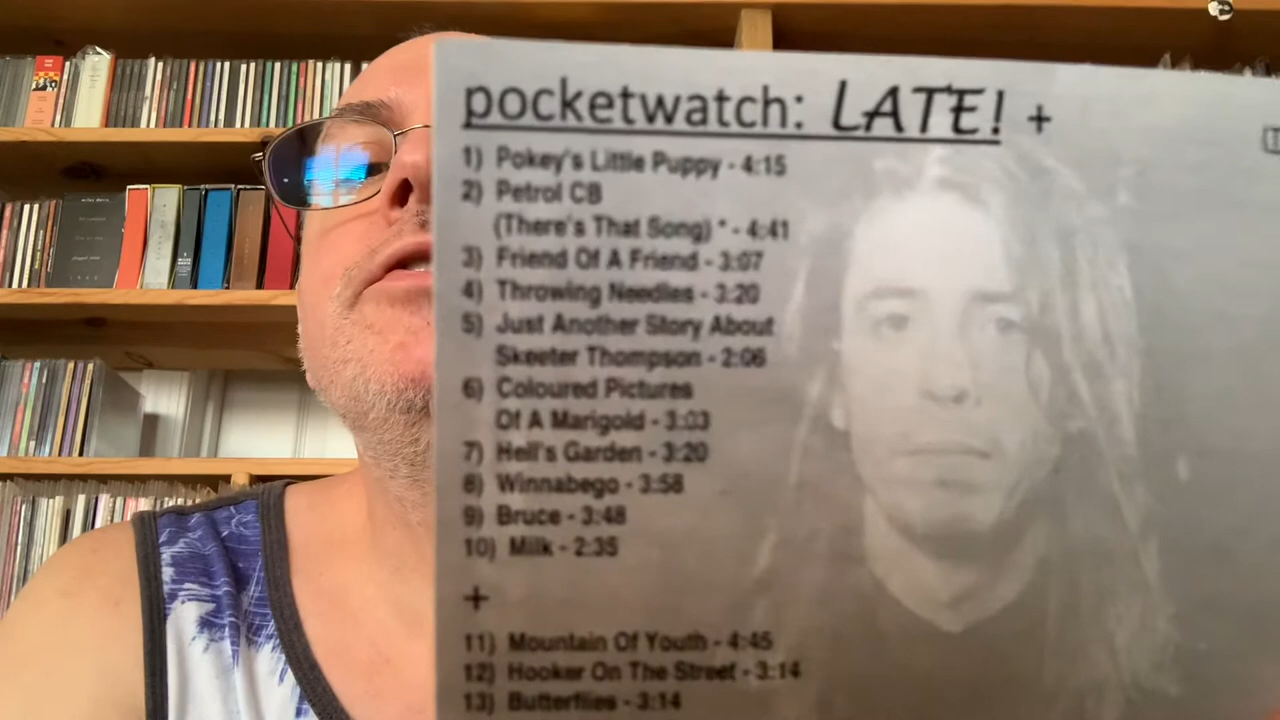 pocketwatch: LATE! +
1) Pokey's Little Puppy - 4:15
2) Petrol CB
(There's That Song) * - 4:41
3) Friend Of A Friend - 3:07
4) Throwing Needles - 3:20
5) Just Another Story About
Skeeter Thompson - 2:06
6) Coloured Pictures
Of A Marigold - 3:03
7) Hell's Garden - 3:20
8) Winnabego - 3:58
9) Bruce - 3:48
10) Milk - 2:35
+
11) Mountain Of Youth - 4:45
12) Hooker On The Street - 3:14
13) Butterflies - 3:14
miles davis